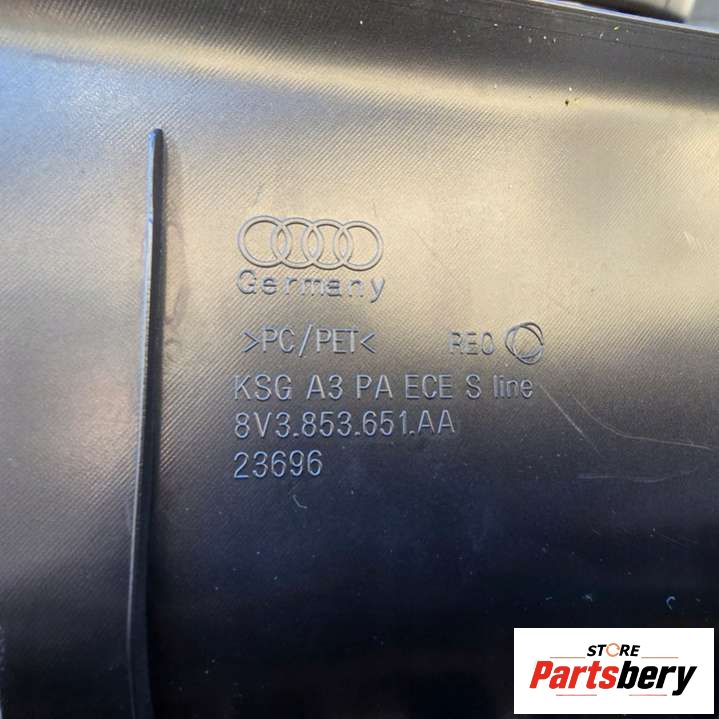 Germany
>PC/PET< REO
KSG A3 PA ECE S line
8V3.853.651.AA
23696
STORE
Partsbery